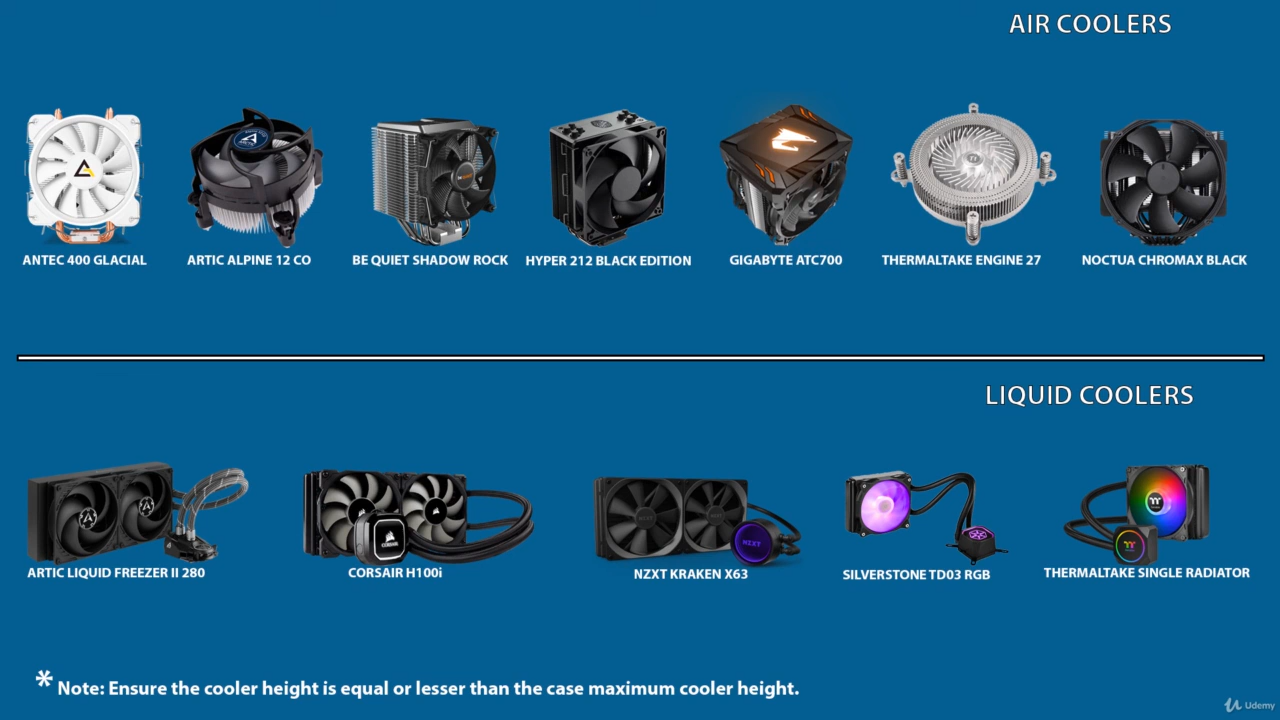 AIR COOLERS
ANTEC 400 GLACIAL
ARTIC ALPINE 12 CO
BE QUIET SHADOW ROCK
HYPER 212 BLACK EDITION
GIGABYTE ATC700
THERMALTAKE ENGINE 27
NOCTUA CHROMAX BLACK
LIQUID COOLERS
CORSAIR
NZXT
ARTIC LIQUID FREEZER II 280
CORSAIR H100i
NZXT KRAKEN X63
SILVERSTONE TD03 RGB
THERMALTAKE SINGLE RADIATOR
* Note: Ensure the cooler height is equal or lesser than the case maximum cooler height.
Udemy